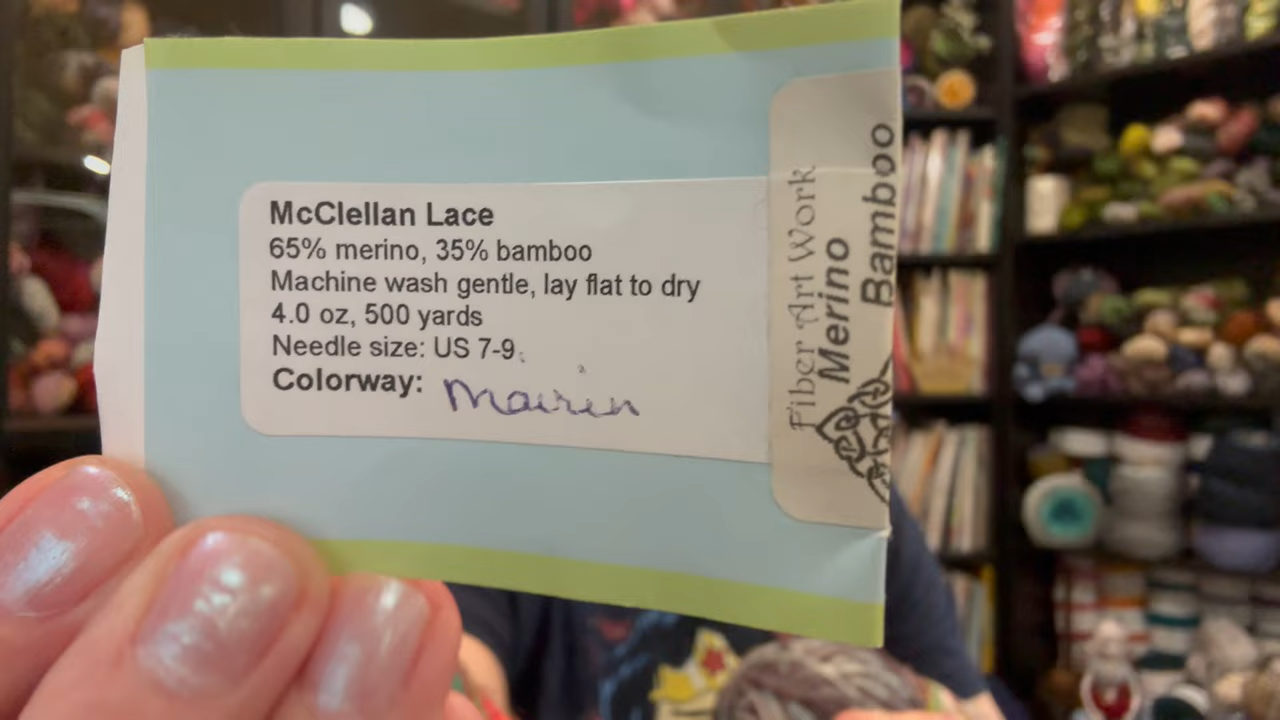 McClellan Lace
65% merino, 35% bamboo
Machine wash gentle, lay flat to dry
4.0 oz, 500 yards
Needle size: US 7-9
Colorway: Mairin
Fiber Art Work
Merino
Bamboo